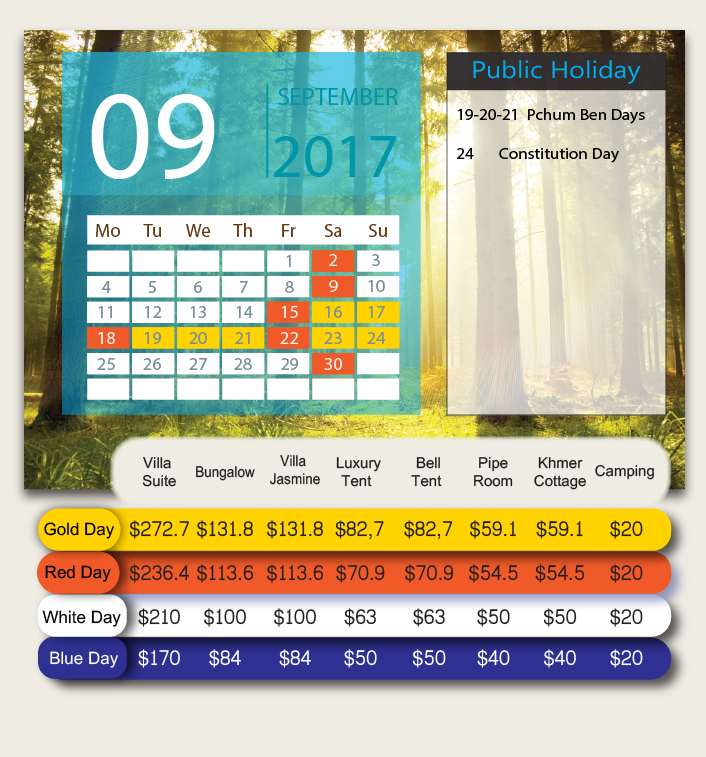 09
SEPTEMBER
2017
Mo Tu We Th Fr Sa Su
1 2 3
4 5 6 7 8 9 10
11 12 13 14 15 16 17
18 19 20 21 22 23 24
25 26 27 28 29 30
Public Holiday
19-20-21 Pchum Ben Days
24 Constitution Day
Villa Suite Bungalow Villa Jasmine Luxury Tent Bell Tent Pipe Room Khmer Cottage Camping
Gold Day $272.7 $131.8 $131.8 $82,7 $82,7 $59.1 $59.1 $20
Red Day $236.4 $113.6 $113.6 $70.9 $70.9 $54.5 $54.5 $20
White Day $210 $100 $100 $63 $63 $50 $50 $20
Blue Day $170 $84 $84 $50 $50 $40 $40 $20